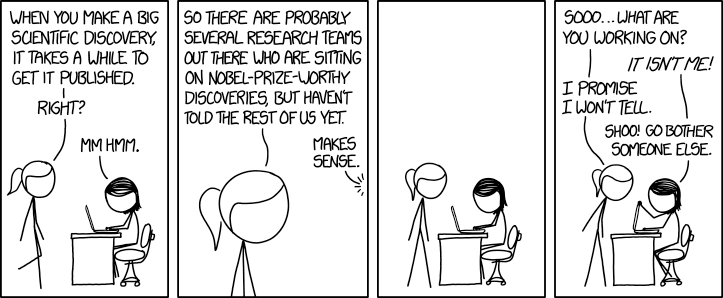 WHEN YOU MAKE A BIG
SCIENTIFIC DISCOVERY,
IT TAKES A WHILE TO
GET IT PUBLISHED.
RIGHT?
MM HMM.
SO THERE ARE PROBABLY
SEVERAL RESEARCH TEAMS
OUT THERE WHO ARE SITTING
ON NOBEL-PRIZE-WORTHY
DISCOVERIES, BUT HAVEN'T
TOLD THE REST OF US YET.
MAKES
SENSE.
SOOO...WHAT ARE
YOU WORKING ON?
IT ISN'T ME!
I PROMISE
I WON'T TELL.
SHOO! GO BOTHER
SOMEONE ELSE.